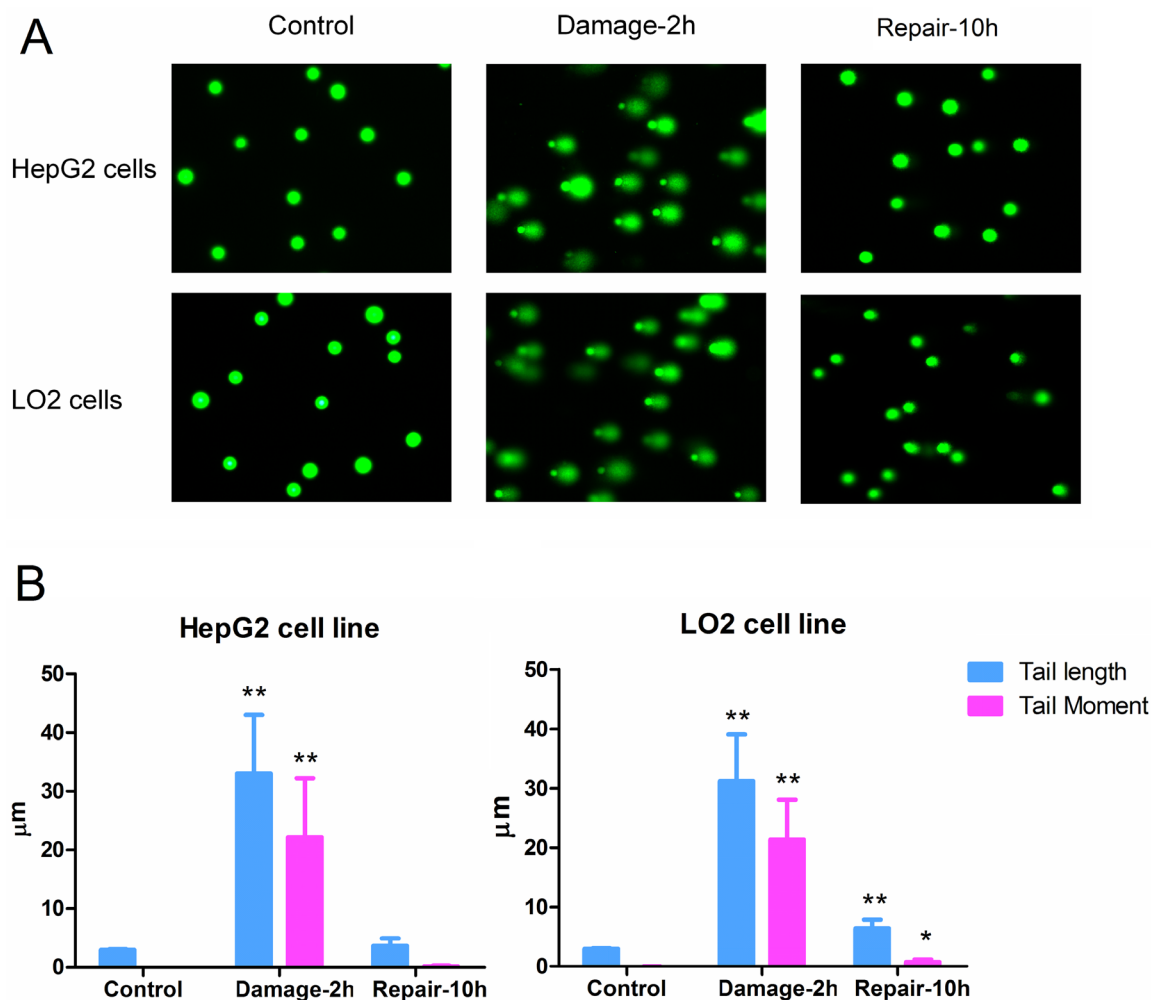 A
Control
Damage-2h
Repair-10h
HepG2 cells
LO2 cells
B
HepG2 cell line
50
40
30
20
10
0
μm
**
**
Control
Damage-2h
Repair-10h
LO2 cell line
50
40
30
20
10
0
μm
**
**
**
*
Control
Damage-2h
Repair-10h
Tail length
Tail Moment